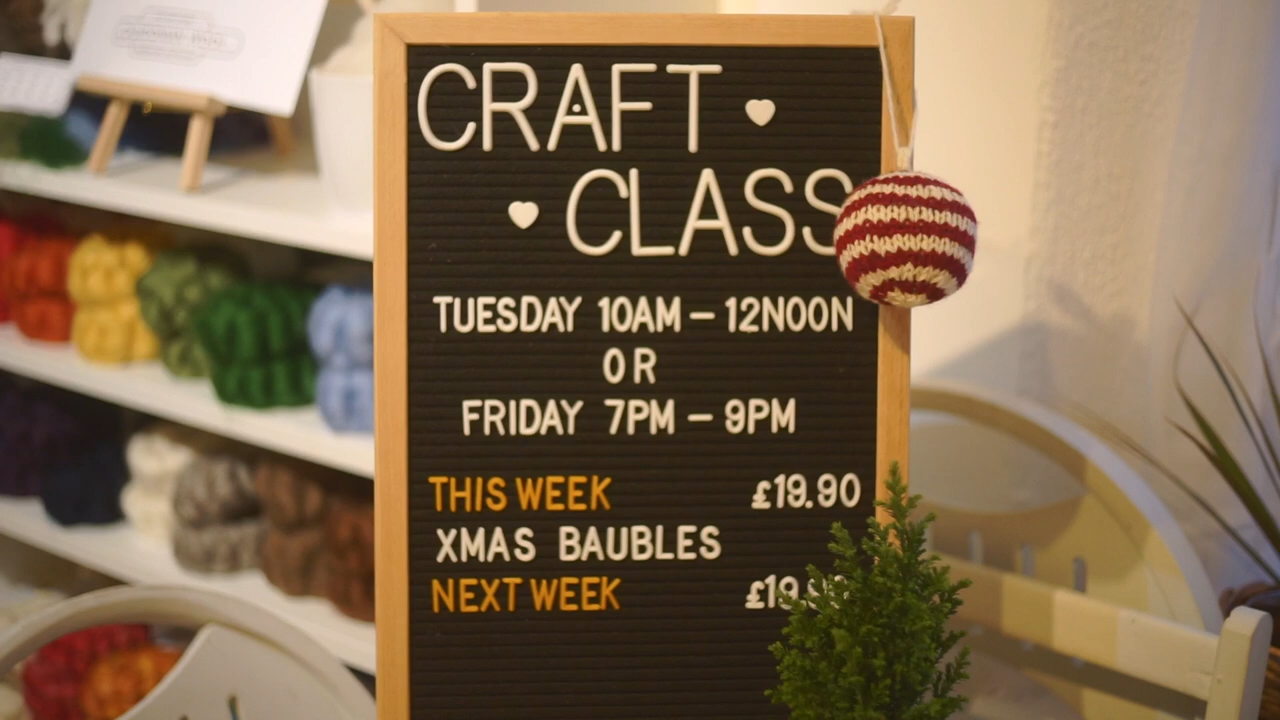 CRAFT
CLASS
TUESDAY 10AM – 12NOON
OR
FRIDAY 7PM – 9PM
THIS WEEK £19.90
XMAS BAUBLES
NEXT WEEK